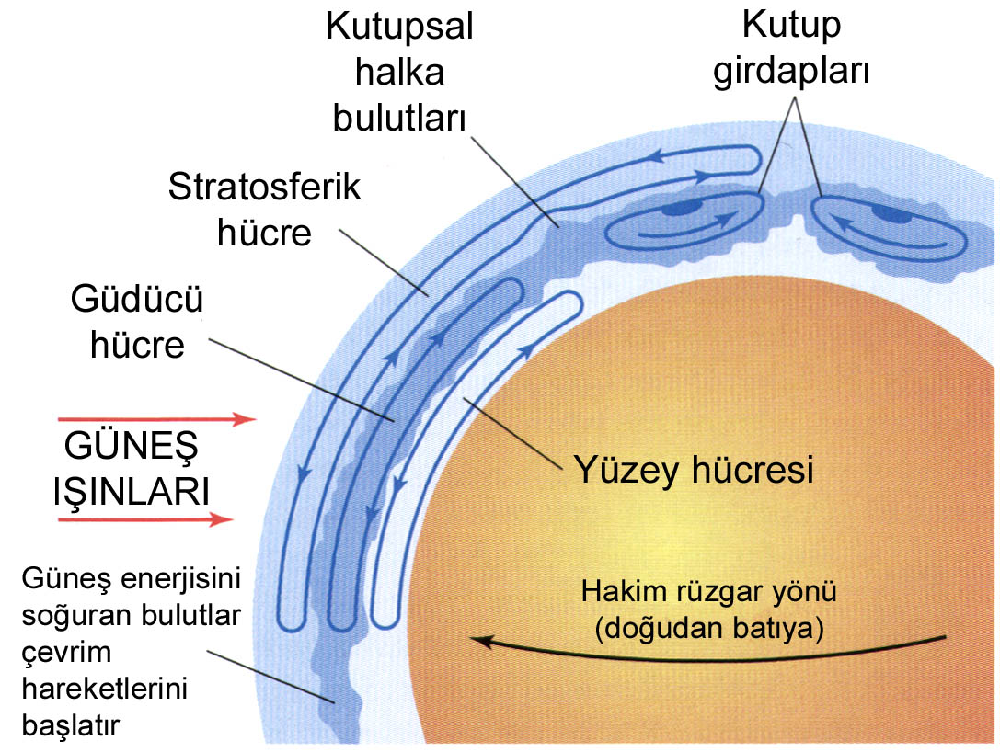 Kutupsal
halka
bulutları
Kutup
girdapları
Stratosferik
hücre
Güdücü
hücre
GÜNEŞ
IŞINLARI
Yüzey hücresi
Güneş enerjisini
soğuran bulutlar
çevrim
hareketlerini
başlatır
Hakim rüzgar yönü
(doğudan batıya)